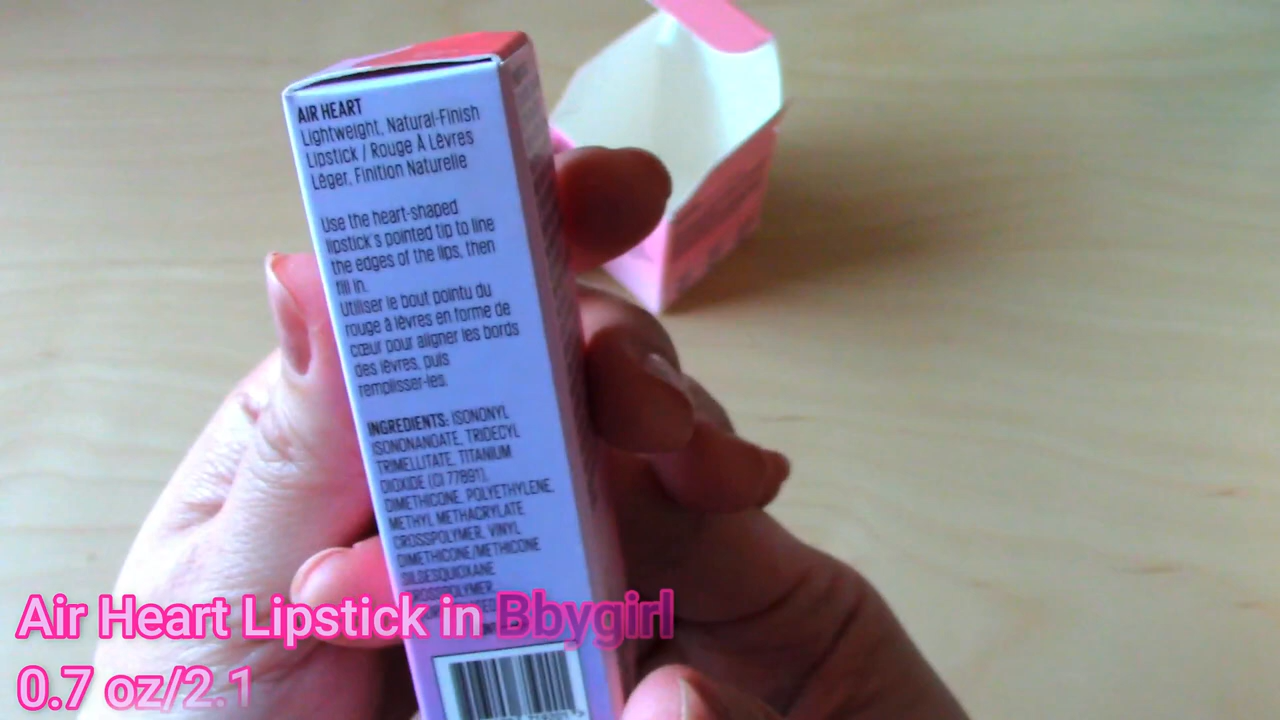 AIR HEART
Lightweight, Natural-Finish
Lipstick / Rouge À Lèvres
Léger, Finition Naturelle
Use the heart-shaped
lipstick's pointed tip to line
the edges of the lips, then
fill in.
Utiliser le bout pointu du
rouge à lèvres en forme de
cœur pour aligner les bords
des lèvres, puis
remplisser-les.
INGREDIENTS: ISONONYL
ISONONANOATE, TRIDECYL
TRIMELLITATE, TITANIUM
DIOXIDE (CI 77891),
DIMETHICONE, POLYETHYLENE,
METHYL METHACRYLATE
CROSSPOLYMER, VINYL
DIMETHICONE/METHICONE
SILSESQUIOXANE
CROSSPOLYMER,
Air Heart Lipstick in Bbygirl
0.7 oz/2.1